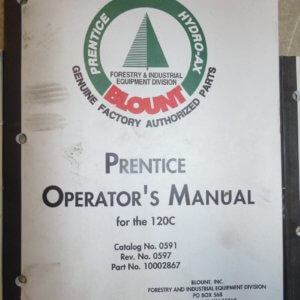 PRENTICE HYDRO-AX
FORESTRY & INDUSTRIAL
EQUIPMENT DIVISION
BLOUNT
GENUINE FACTORY AUTHORIZED PARTS
PRENTICE
OPERATOR'S MANUAL
for the 120C
Catalog No. 0591
Rev. No. 0597
Part No. 10002867
BLOUNT, INC.
FORESTRY AND INDUSTRIAL EQUIPMENT DIVISION
PO BOX 568